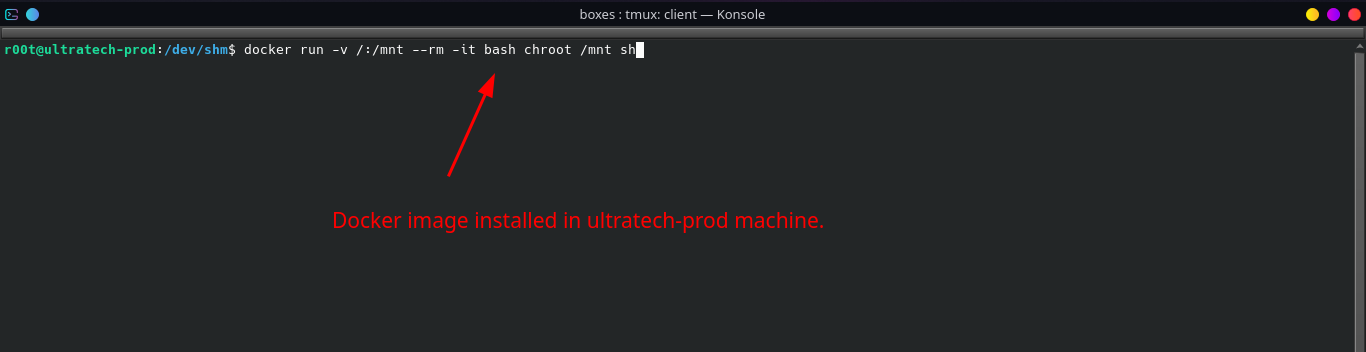 boxes : tmux: client — Konsole
r00t@ultratech-prod:/dev/shm$ docker run -v /:/mnt --rm -it bash chroot /mnt sh
Docker image installed in ultratech-prod machine.